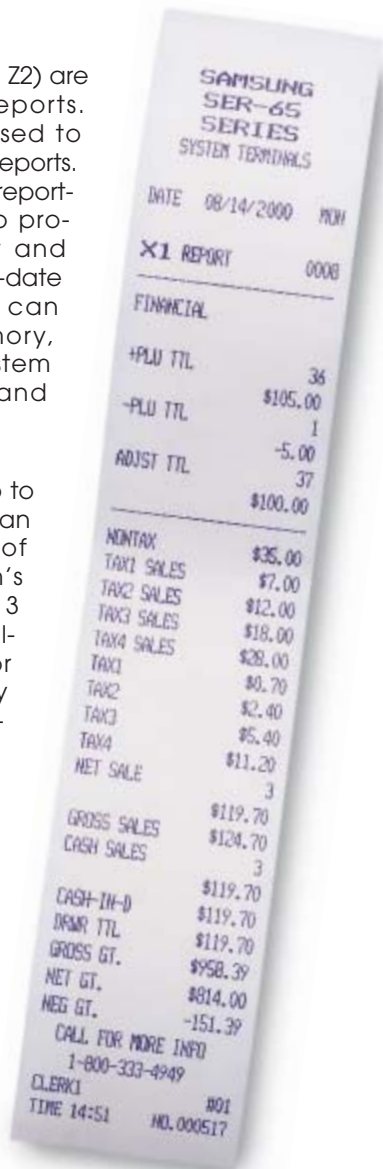 Z2) are
eports.
sed to
eports.
report-
o pro-
and
-date
can
nory,
stem
and
o to
an
of
n's
3
l-
or
y
-
SAMSUNG
SER-65
SERIES
SYSTEM TERMINALS
DATE 08/14/2000 MON
X1 REPORT 0008
FINANCIAL
+PLU TTL 36
$105.00
-PLU TTL 1
-5.00
ADJST TTL 37
$100.00
NONTAX $35.00
TAX1 SALES $7.00
TAX2 SALES $12.00
TAX3 SALES $18.00
TAX4 SALES $28.00
TAX1 $0.70
TAX2 $2.40
TAX3 $5.40
TAX4 $11.20
NET SALE 3
$119.70
GROSS SALES $124.70
CASH SALES 3
$119.70
CASH-IN-D $119.70
DRWR TTL $119.70
GROSS GT. $958.39
NET GT. $814.00
NEG GT. -151.39
CALL FOR MORE INFO
1-800-333-4949
CLERK1 #01
TIME 14:51 NO.000517